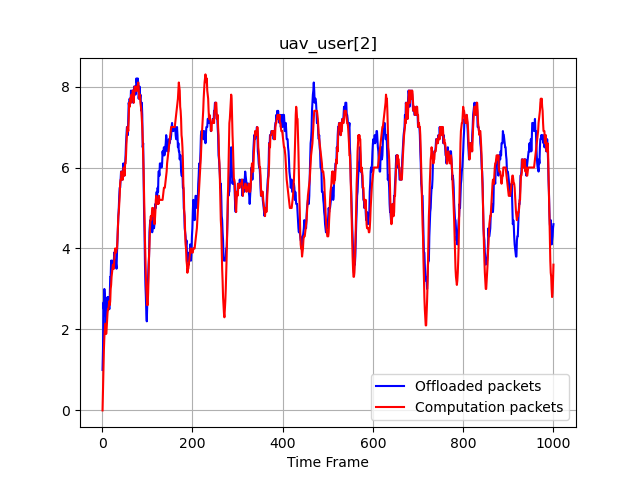 uav_user[2]
8
6
4
2
0
Offloaded packets
Computation packets
0 200 400 600 800 1000
Time Frame